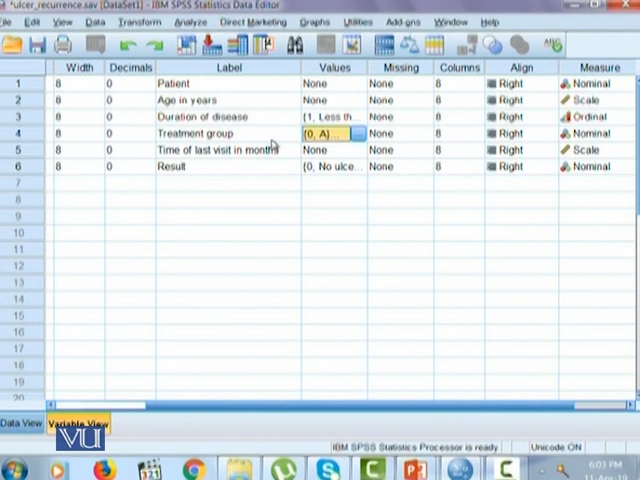 *ulcer_recurrence.sav [DataSet1] - IBM SPSS Statistics Data Editor
File Edit View Data Transform Analyze Direct Marketing Graphs Utilities Add-ons Window Help
Width Decimals Label Values Missing Columns Align Measure
1 8 0 Patient None None 8 Right Nominal
2 8 0 Age in years None None 8 Right Scale
3 8 0 Duration of disease {1, Less th... None 8 Right Ordinal
4 8 0 Treatment group {0, A}... None 8 Right Nominal
5 8 0 Time of last visit in months None None 8 Right Scale
6 8 0 Result {0, No ulce... None 8 Right Nominal
7
8
9
10
11
12
13
14
15
16
17
18
19
20
Data View Variable View
VU
IBM SPSS Statistics Processor is ready Unicode ON
321
6:03 PM
11-Apr-19